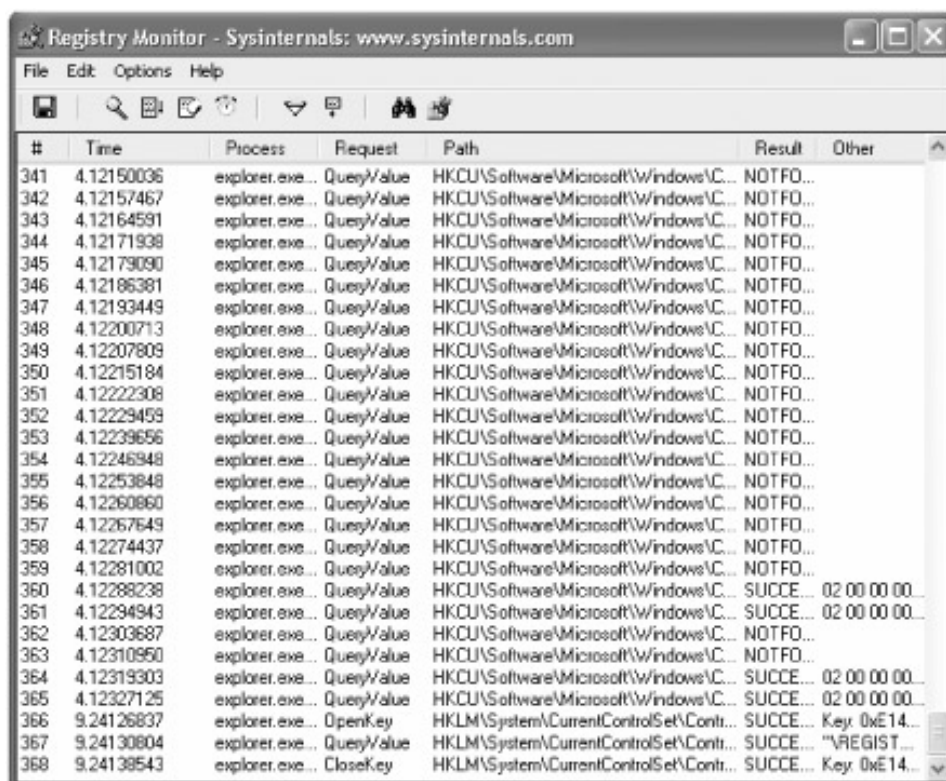 Registry Monitor - Sysinternals: www.sysinternals.com
File Edit Options Help
# Time Process Request Path Result Other
341 4.12150036 explorer.exe... QueryValue HKCU\Software\Microsoft\Windows\C... NOTFO...
342 4.12157467 explorer.exe... QueryValue HKCU\Software\Microsoft\Windows\C... NOTFO...
343 4.12164591 explorer.exe... QueryValue HKCU\Software\Microsoft\Windows\C... NOTFO...
344 4.12171938 explorer.exe... QueryValue HKCU\Software\Microsoft\Windows\C... NOTFO...
345 4.12179090 explorer.exe... QueryValue HKCU\Software\Microsoft\Windows\C... NOTFO...
346 4.12186381 explorer.exe... QueryValue HKCU\Software\Microsoft\Windows\C... NOTFO...
347 4.12193449 explorer.exe... QueryValue HKCU\Software\Microsoft\Windows\C... NOTFO...
348 4.12200713 explorer.exe... QueryValue HKCU\Software\Microsoft\Windows\C... NOTFO...
349 4.12207809 explorer.exe... QueryValue HKCU\Software\Microsoft\Windows\C... NOTFO...
350 4.12215184 explorer.exe... QueryValue HKCU\Software\Microsoft\Windows\C... NOTFO...
351 4.12222308 explorer.exe... QueryValue HKCU\Software\Microsoft\Windows\C... NOTFO...
352 4.12229459 explorer.exe... QueryValue HKCU\Software\Microsoft\Windows\C... NOTFO...
353 4.12239656 explorer.exe... QueryValue HKCU\Software\Microsoft\Windows\C... NOTFO...
354 4.12246948 explorer.exe... QueryValue HKCU\Software\Microsoft\Windows\C... NOTFO...
355 4.12253848 explorer.exe... QueryValue HKCU\Software\Microsoft\Windows\C... NOTFO...
356 4.12260860 explorer.exe... QueryValue HKCU\Software\Microsoft\Windows\C... NOTFO...
357 4.12267649 explorer.exe... QueryValue HKCU\Software\Microsoft\Windows\C... NOTFO...
358 4.12274437 explorer.exe... QueryValue HKCU\Software\Microsoft\Windows\C... NOTFO...
359 4.12281002 explorer.exe... QueryValue HKCU\Software\Microsoft\Windows\C... NOTFO...
360 4.12288238 explorer.exe... QueryValue HKCU\Software\Microsoft\Windows\C... SUCCE... 02 00 00 00...
361 4.12294943 explorer.exe... QueryValue HKCU\Software\Microsoft\Windows\C... SUCCE... 02 00 00 00...
362 4.12303687 explorer.exe... QueryValue HKCU\Software\Microsoft\Windows\C... NOTFO...
363 4.12310950 explorer.exe... QueryValue HKCU\Software\Microsoft\Windows\C... NOTFO...
364 4.12319303 explorer.exe... QueryValue HKCU\Software\Microsoft\Windows\C... SUCCE... 02 00 00 00...
365 4.12327125 explorer.exe... QueryValue HKCU\Software\Microsoft\Windows\C... SUCCE... 02 00 00 00...
366 9.24126837 explorer.exe... OpenKey HKLM\System\CurrentControlSet\Contr... SUCCE... Key: 0xE14...
367 9.24130804 explorer.exe... QueryValue HKLM\System\CurrentControlSet\Contr... SUCCE... "\REGIST...
368 9.24138543 explorer.exe... CloseKey HKLM\System\CurrentControlSet\Contr... SUCCE... Key: 0xE14...